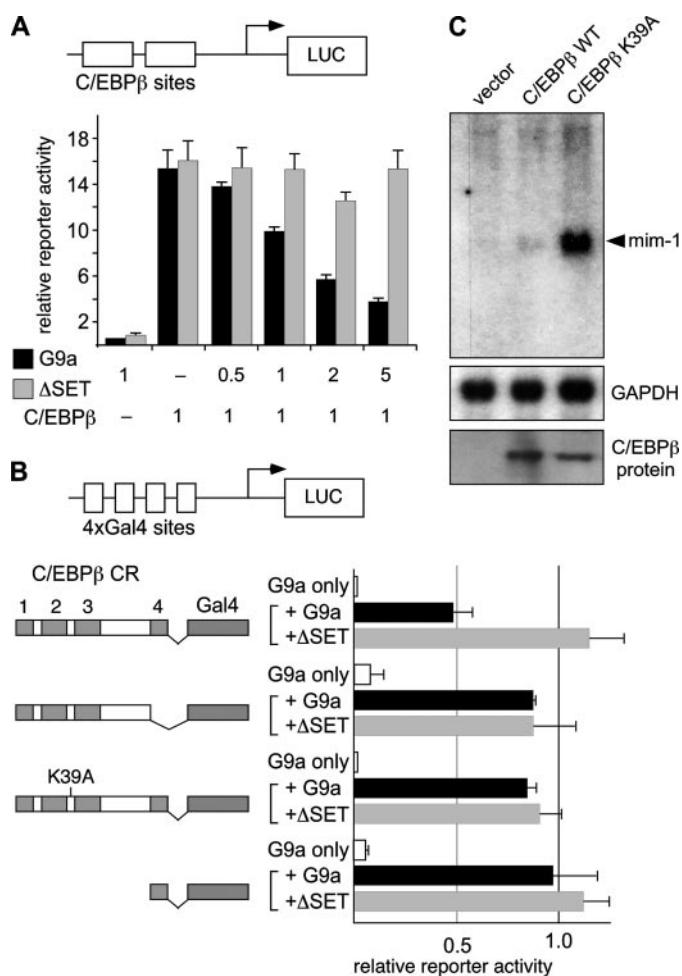 A
LUC
C/EBPβ sites
relative reporter activity
18
14
10
6
2
G9a
ΔSET
1 – 0.5 1 2 5
C/EBPβ – 1 1 1 1 1
C
vector
C/EBPβ WT
C/EBPβ K39A
mim-1
GAPDH
C/EBPβ
protein
B
LUC
4xGal4 sites
C/EBPβ CR
1 2 3 4 Gal4
G9a only
+ G9a
+ΔSET
G9a only
+ G9a
+ΔSET
K39A
G9a only
+ G9a
+ΔSET
G9a only
+ G9a
+ΔSET
0.5 1.0
relative reporter activity